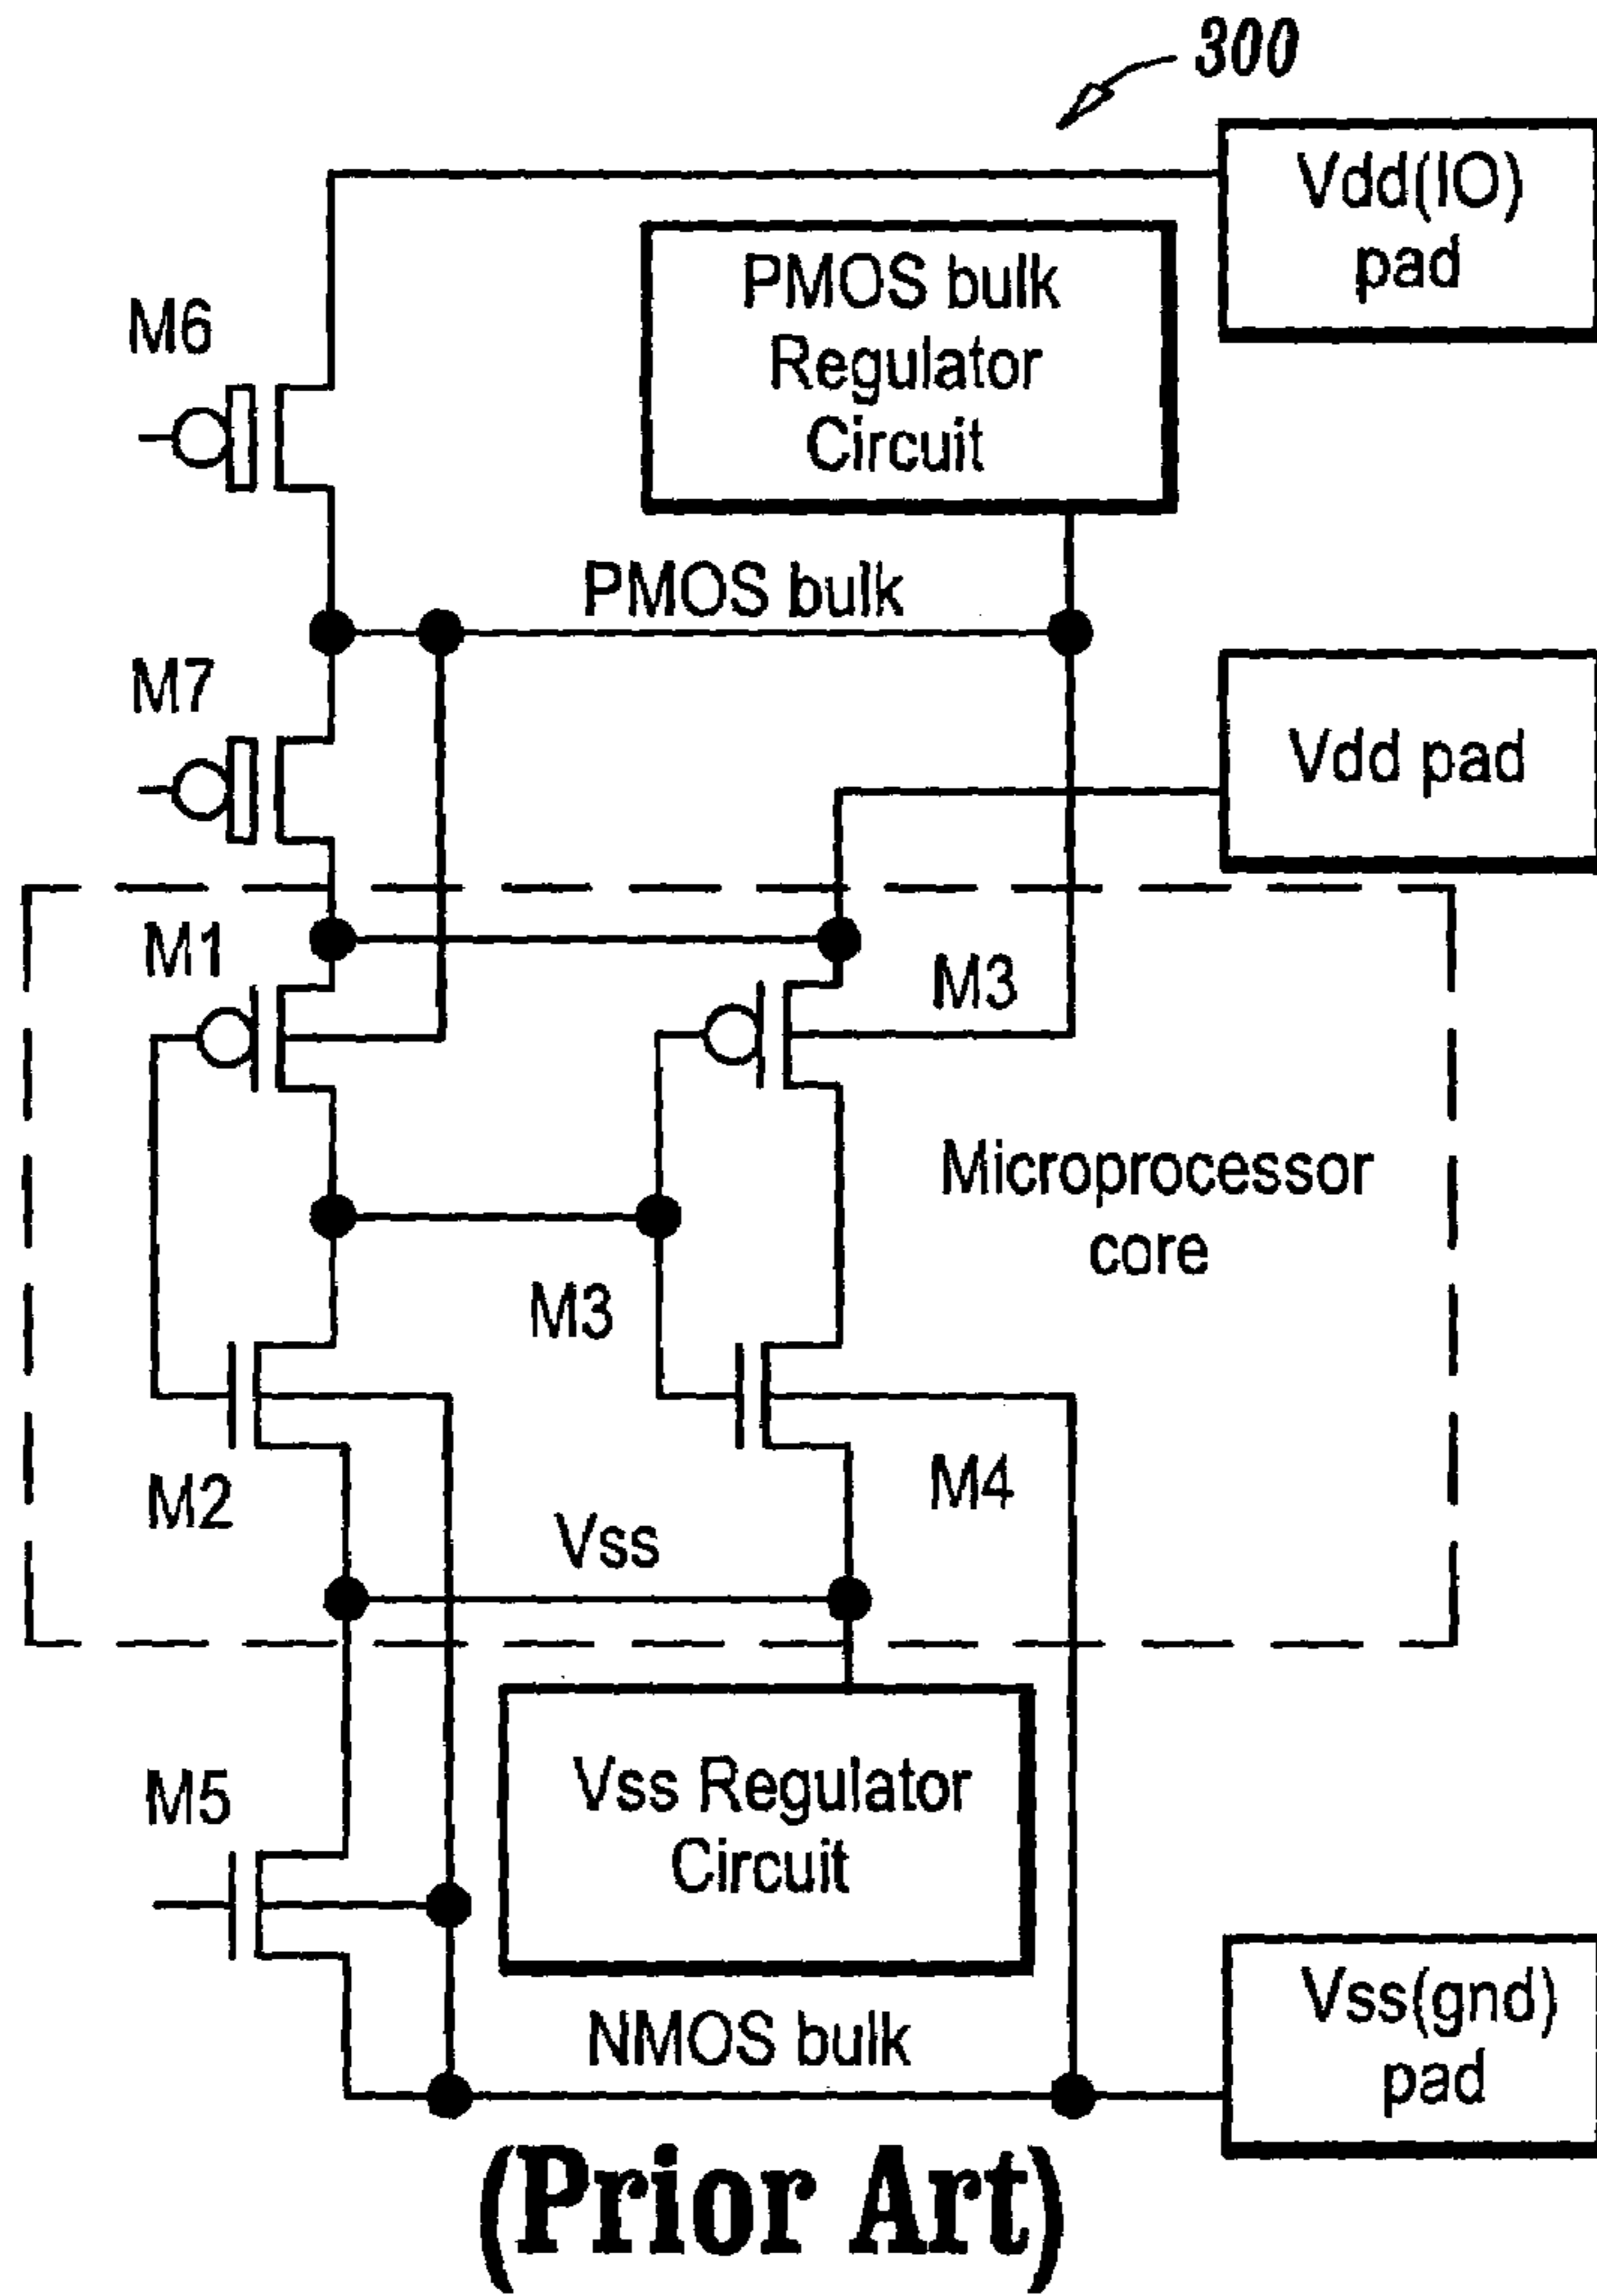 300
Vdd(IO)
pad
PMOS bulk
Regulator
Circuit
M6
PMOS bulk
M7
Vdd pad
M1
M3
Microprocessor
core
M3
M2
M4
Vss
M5
Vss Regulator
Circuit
Vss(gnd)
pad
NMOS bulk
(Prior Art)